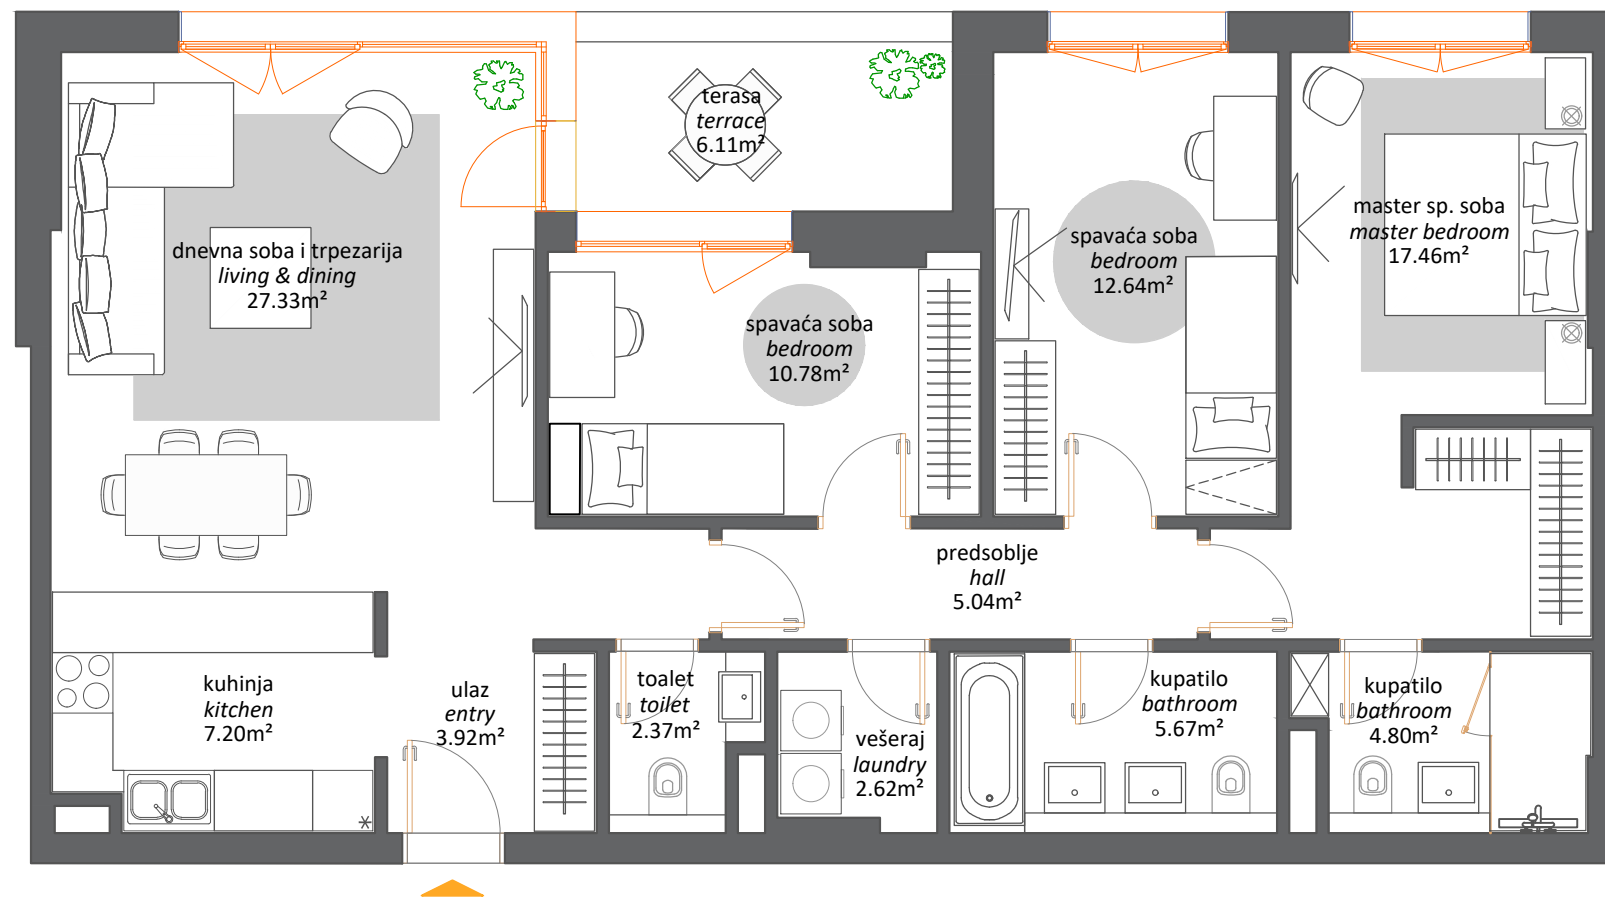 terasa
terrace
6.11m²
dnevna soba i trpezarija
living & dining
27.33m²
spavaća soba
bedroom
10.78m²
spavaća soba
bedroom
12.64m²
master sp. soba
master bedroom
17.46m²
predsoblje
hall
5.04m²
kuhinja
kitchen
7.20m²
ulaz
entry
3.92m²
toalet
toilet
2.37m²
vešeraj
laundry
2.62m²
kupatilo
bathroom
5.67m²
kupatilo
bathroom
4.80m²